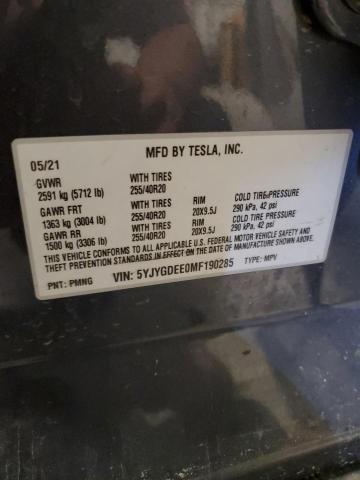 MFD BY TESLA, INC.
05/21
GVWR WITH TIRES
2591 kg (5712 lb) 255/40R20
GAWR FRT WITH TIRES RIM COLD TIRE PRESSURE
1363 kg (3004 lb) 255/40R20 20X9.5J 290 kPa, 42 psi
GAWR RR WITH TIRES RIM COLD TIRE PRESSURE
1500 kg (3306 lb) 255/40R20 20X9.5J 290 kPa, 42 psi
THIS VEHICLE CONFORMS TO ALL APPLICABLE U.S. FEDERAL MOTOR VEHICLE SAFETY AND
THEFT PREVENTION STANDARDS IN EFFECT ON THE DATE OF MANUFACTURE SHOWN ABOVE.
PNT: PMNG VIN: 5YJYGDEE0MF190285 TYPE: MPV